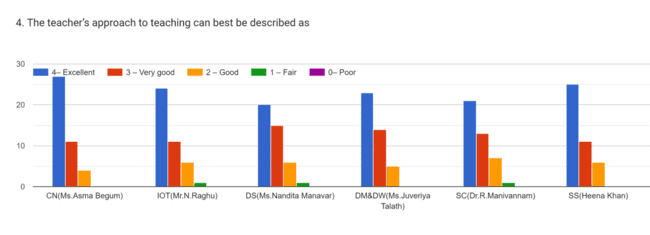 4. The teacher's approach to teaching can best be described as
30
4– Excellent 3 – Very good 2 – Good 1 – Fair 0– Poor
20
10
0
CN(Ms.Asma Begum) IOT(Mr.N.Raghu) DS(Ms.Nandita Manavar) DM&DW(Ms.Juveriya SC(Dr.R.Manivannam) SS(Heena Khan)
Talath)